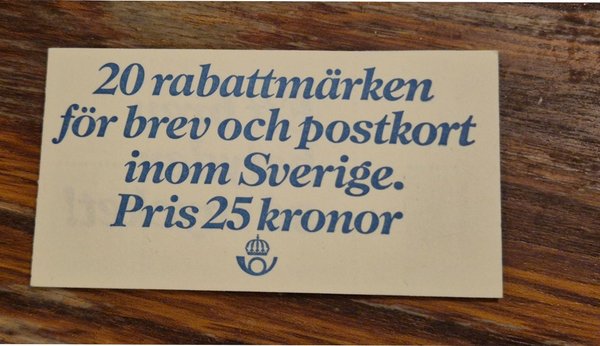 20 rabattmärken
för brev och postkort
inom Sverige.
Pris 25 kronor